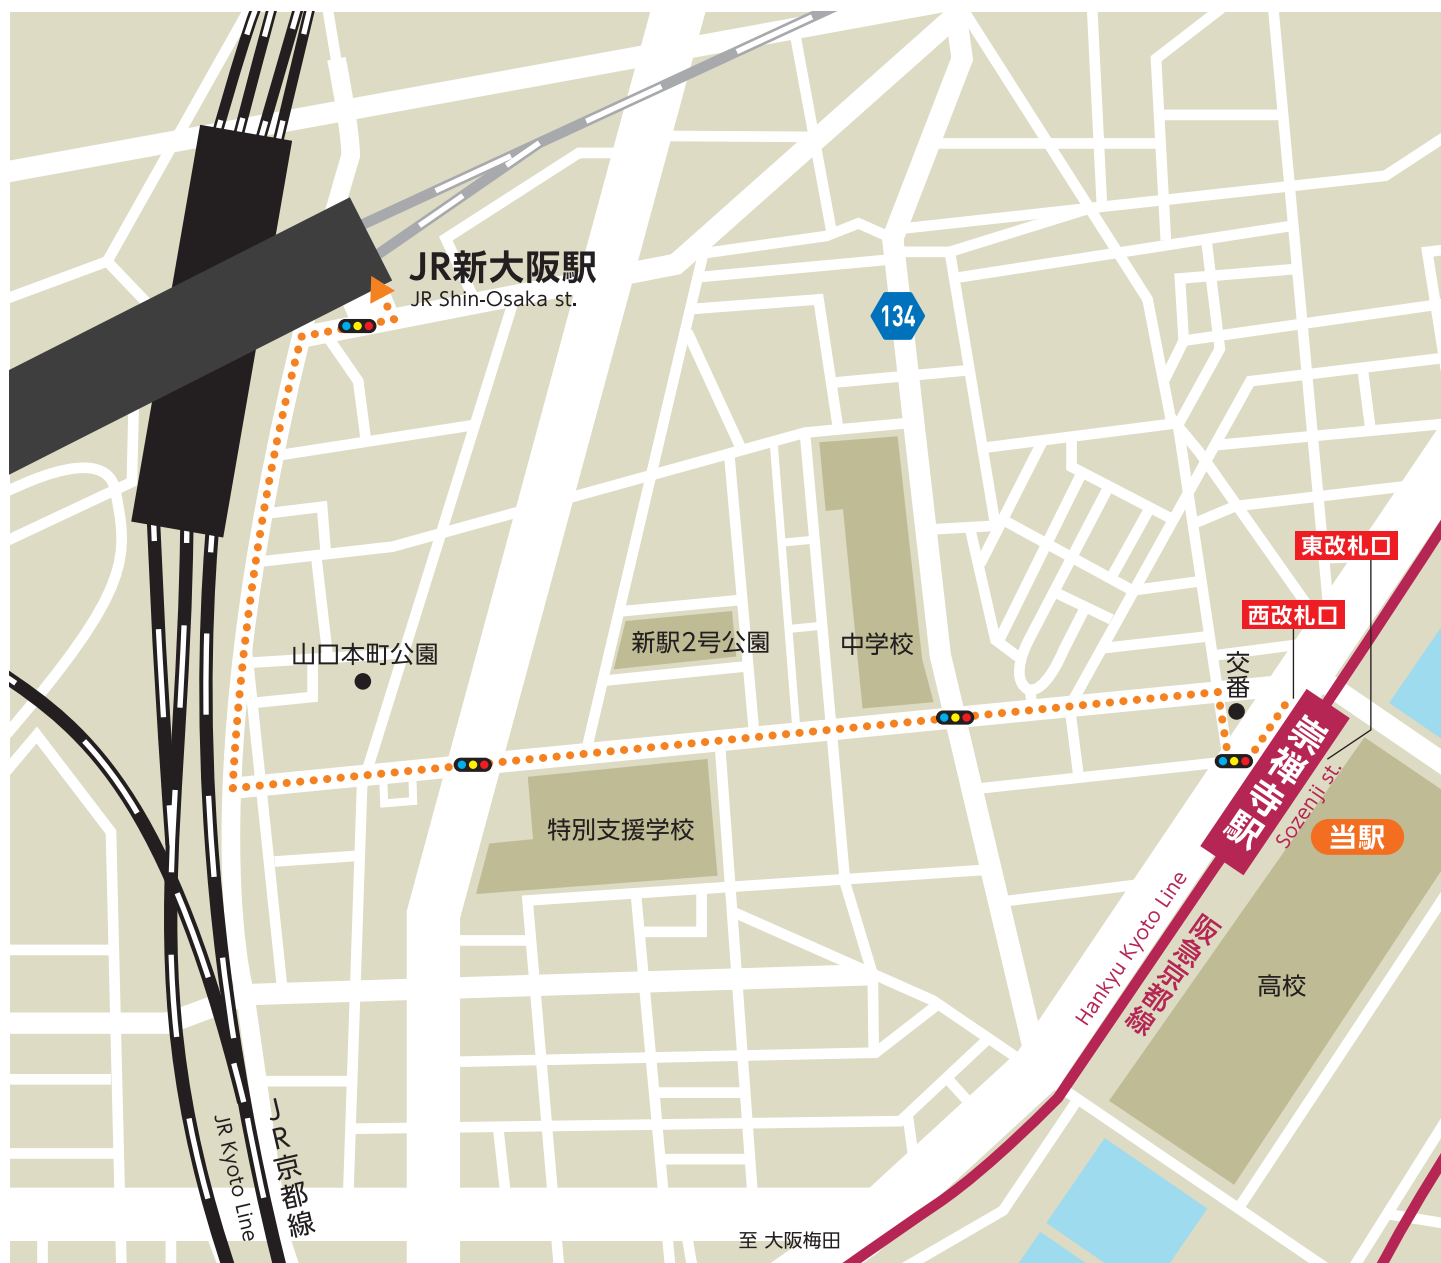 JR新大阪駅
JR Shin-Osaka st.
134
東改札口
西改札口
山口本町公園
新駅2号公園
中学校
交番
崇禅寺駅
Sozenji st.
当駅
特別支援学校
Hankyu Kyoto Line
阪急京都線
高校
JR Kyoto Line
JR京都線
至 大阪梅田